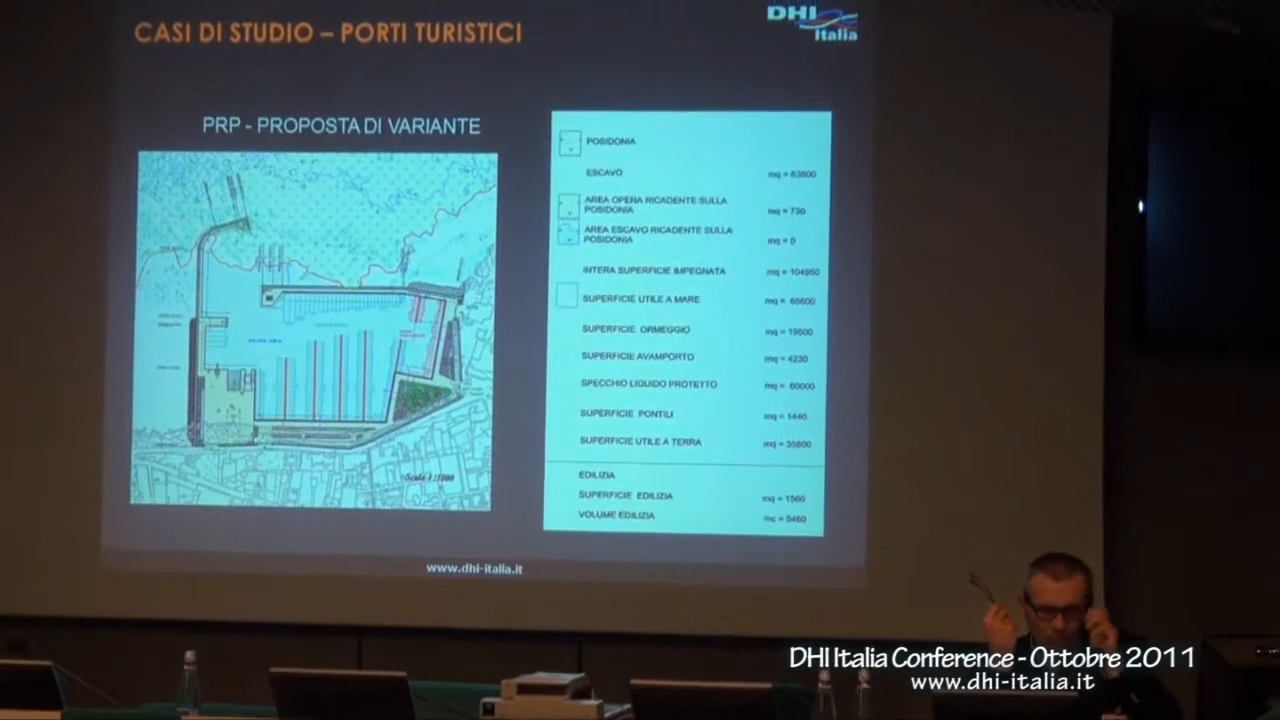 CASI DI STUDIO – PORTI TURISTICI
DHI
Italia
PRP - PROPOSTA DI VARIANTE
POSIDONIA
ESCAVO mq = 63800
AREA OPERA RICADENTE SULLA
POSIDONIA mq = 730
AREA ESCAVO RICADENTE SULLA
POSIDONIA mq = 0
INTERA SUPERFICIE IMPEGNATA mq = 104950
SUPERFICIE UTILE A MARE mq = 65600
SUPERFICIE ORMEGGIO mq = 19500
SUPERFICIE AVAMPORTO mq = 4230
SPECCHIO LIQUIDO PROTETTO mq = 60000
SUPERFICIE PONTILI mq = 1440
SUPERFICIE UTILE A TERRA mq = 35800
EDILIZIA
SUPERFICIE EDILIZIA mq = 1560
VOLUME EDILIZIA mc = 5460
www.dhi-italia.it
DHI Italia Conference - Ottobre 2011
www.dhi-italia.it